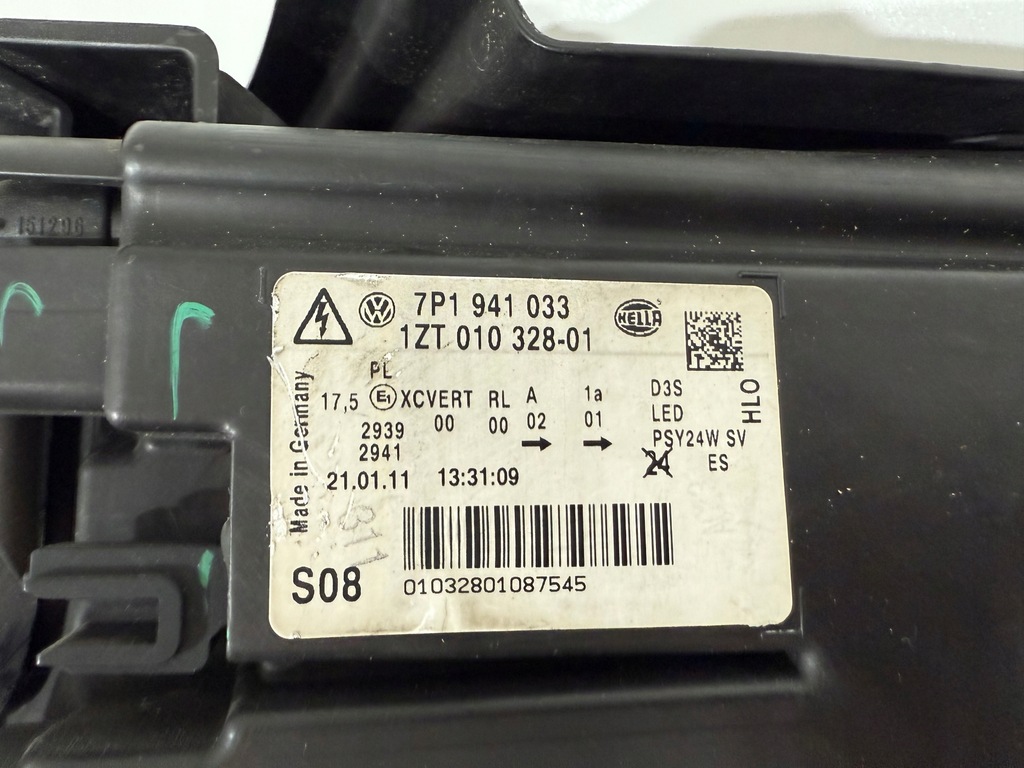 151206
7P1 941 033
1ZT 010 328-01
HELLA
Made in Germany
PL
17,5 E1 XCVERT RL A 1a D3S
00 00 02 01 LED
2939 PSY24W SV
2941 24 ES
HLO
21.01.11 13:31:09
311
S08
01032801087545